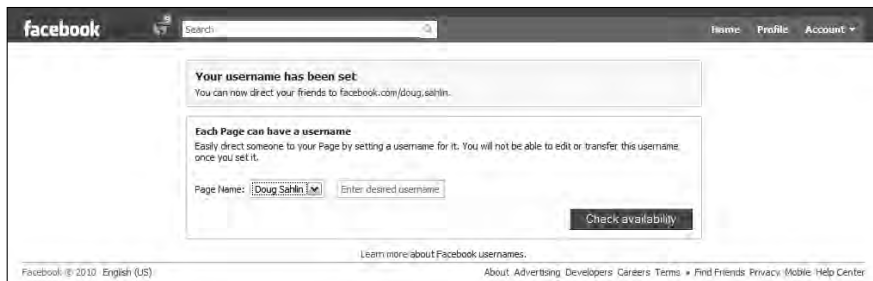 facebook
Search
Home Profile Account
Your username has been set
You can now direct your friends to facebook.com/doug.sahlin.
Each Page can have a username
Easily direct someone to your Page by setting a username for it. You will not be able to edit or transfer this username
once you set it.
Page Name: Doug Sahlin Enter desired username
Check availability
Learn more about Facebook usernames.
Facebook © 2010 English (US)
About Advertising Developers Careers Terms • Find Friends Privacy Mobile Help Center